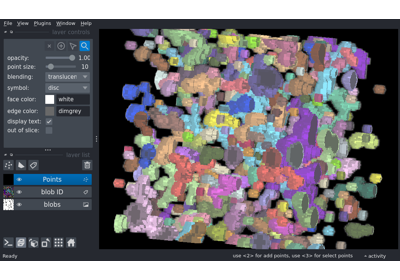 File View Plugins Window Help
layer controls
opacity: 1.00
point size: 10
blending: translucen
symbol: disc
face color: white
edge color: dimgrey
display text:
out of slice:
layer list
Points
blob ID
blobs
Ready
use <2> for add points, use <3> for select points
activity